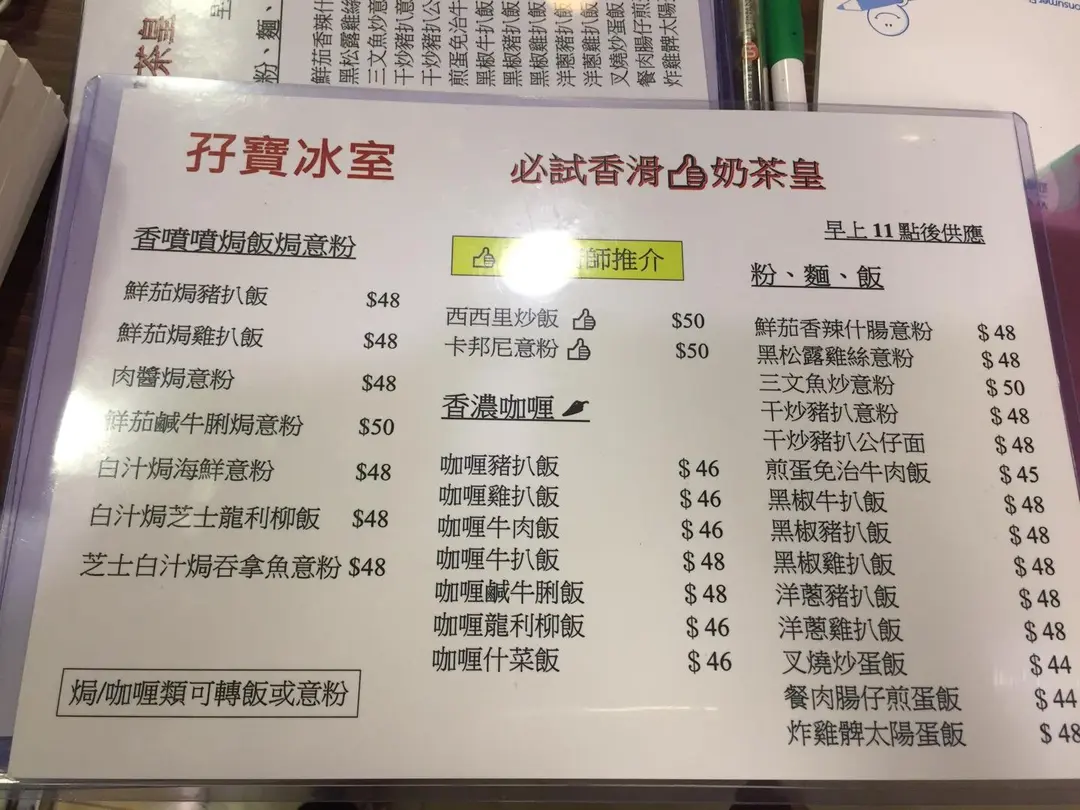 孖寶冰室
必試香滑奶茶皇
香噴噴焗飯焗意粉
鮮茄焗豬扒飯 $48
鮮茄焗雞扒飯 $48
肉醬焗意粉 $48
鮮茄鹹牛脷焗意粉 $50
白汁焗海鮮意粉 $48
白汁焗芝士龍利柳飯 $48
芝士白汁焗吞拿魚意粉 $48
焗/咖喱類可轉飯或意粉
師推介
西西里炒飯 $50
卡邦尼意粉 $50
香濃咖喱
咖喱豬扒飯 $46
咖喱雞扒飯 $46
咖喱牛肉飯 $46
咖喱牛扒飯 $48
咖喱鹹牛脷飯 $48
咖喱龍利柳飯 $46
咖喱什菜飯 $46
早上11點後供應
粉、麵、飯
鮮茄香辣什腸意粉 $48
黑松露雞絲意粉 $48
三文魚炒意粉 $50
干炒豬扒意粉 $48
干炒豬扒公仔面 $48
煎蛋免治牛肉飯 $45
黑椒牛扒飯 $48
黑椒豬扒飯 $48
黑椒雞扒飯 $48
洋蔥豬扒飯 $48
洋蔥雞扒飯 $48
叉燒炒蛋飯 $44
餐肉腸仔煎蛋飯 $44
炸雞髀太陽蛋飯 $48